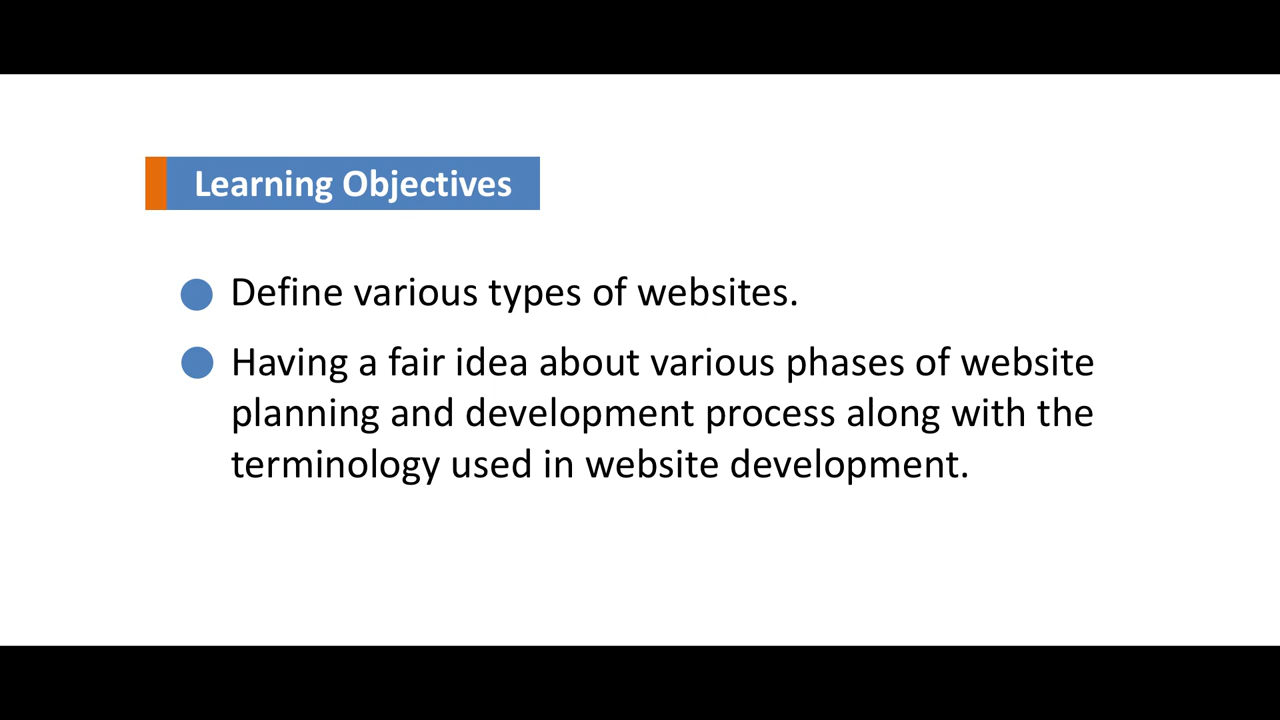 Learning Objectives
Define various types of websites.
Having a fair idea about various phases of website
planning and development process along with the
terminology used in website development.